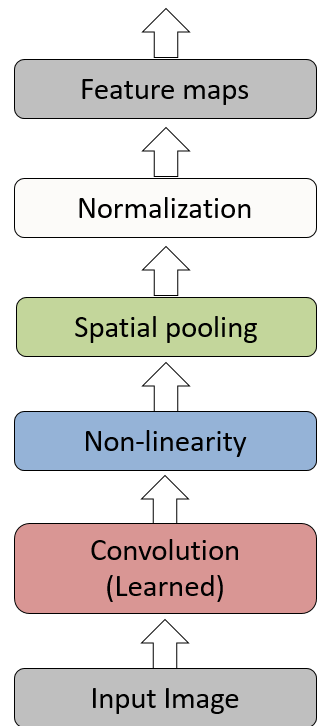 Feature maps
Normalization
Spatial pooling
Non-linearity
Convolution
(Learned)
Input Image